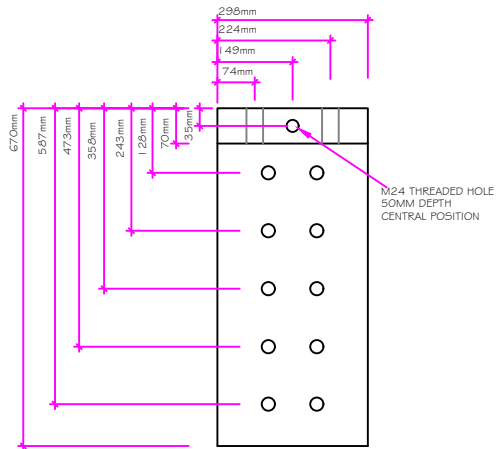 298mm
224mm
149mm
74mm
670mm
587mm
473mm
358mm
243mm
128mm
70mm
35mm
M24 THREADED HOLE
50MM DEPTH
CENTRAL POSITION